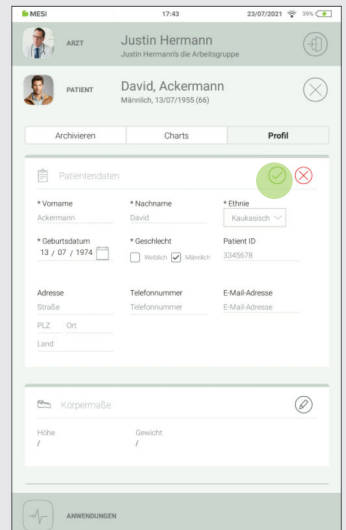 MESI 17:43 23/07/2021 39%
ARZT Justin Hermann
Justin Hermann's die Arbeitsgruppe
PATIENT David, Ackermann
Männlich, 13/07/1955 (66)
Archivieren Charts Profil
Patientendaten
* Vorname * Nachname * Ethnie
Ackermann David Kaukasisch
* Geburtsdatum * Geschlecht Patient ID
13 / 07 / 1974 Weiblich Männlich 3345678
Adresse Telefonnummer E-Mail-Adresse
Straße Telefonnummer E-Mail-Adresse
PLZ Ort
Land
Körpermaße
Höhe Gewicht
/ /
ANWENDUNGEN